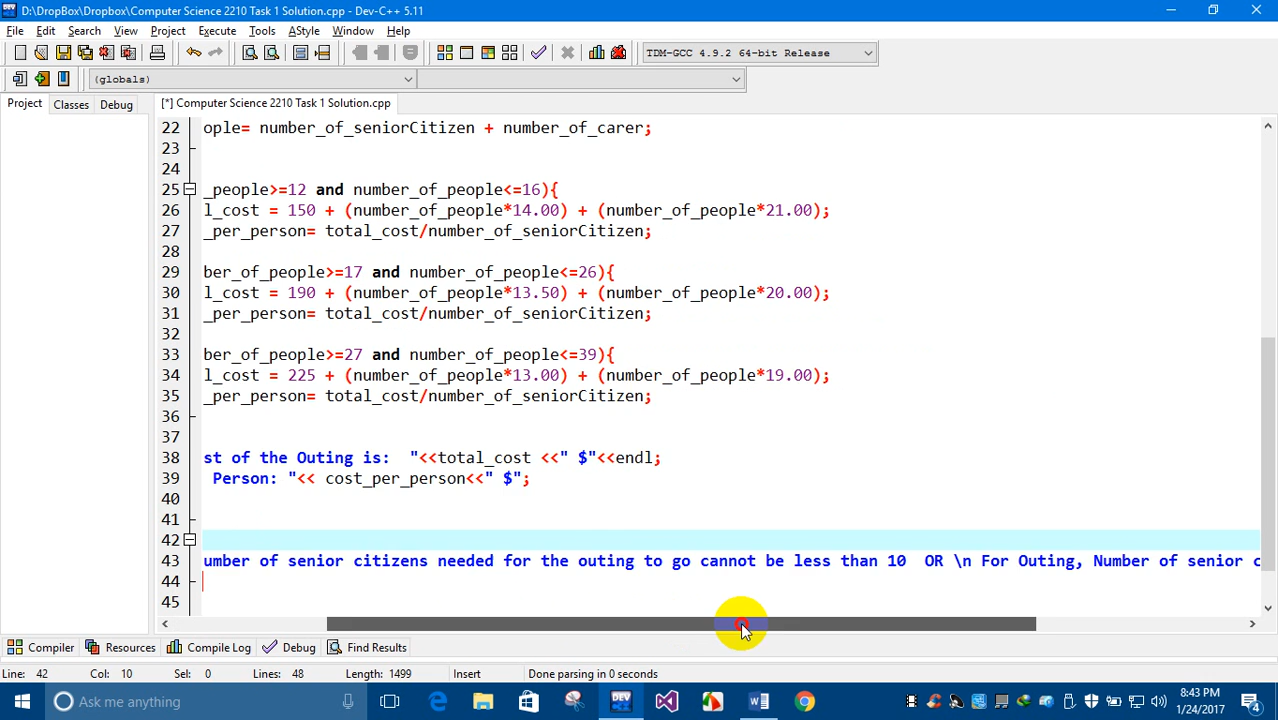 D:\DropBox\Dropbox\Computer Science 2210 Task 1 Solution.cpp - Dev-C++ 5.11
File Edit Search View Project Execute Tools AStyle Window Help
TDM-GCC 4.9.2 64-bit Release
(globals)
Project Classes Debug [*] Computer Science 2210 Task 1 Solution.cpp
22 ople= number_of_seniorCitizen + number_of_carer;
23
24
25 _people>=12 and number_of_people<=16){
26 l_cost = 150 + (number_of_people*14.00) + (number_of_people*21.00);
27 _per_person= total_cost/number_of_seniorCitizen;
28
29 ber_of_people>=17 and number_of_people<=26){
30 l_cost = 190 + (number_of_people*13.50) + (number_of_people*20.00);
31 _per_person= total_cost/number_of_seniorCitizen;
32
33 ber_of_people>=27 and number_of_people<=39){
34 l_cost = 225 + (number_of_people*13.00) + (number_of_people*19.00);
35 _per_person= total_cost/number_of_seniorCitizen;
36
37
38 st of the Outing is:  "<<total_cost <<" $"<<endl;
39 Person: "<< cost_per_person<<" $";
40
41
42
43 umber of senior citizens needed for the outing to go cannot be less than 10  OR \n For Outing, Number of senior c
44
45
Compiler Resources Compile Log Debug Find Results
Line: 42 Col: 10 Sel: 0 Lines: 48 Length: 1499 Insert Done parsing in 0 seconds
Ask me anything
8:43 PM
1/24/2017
4